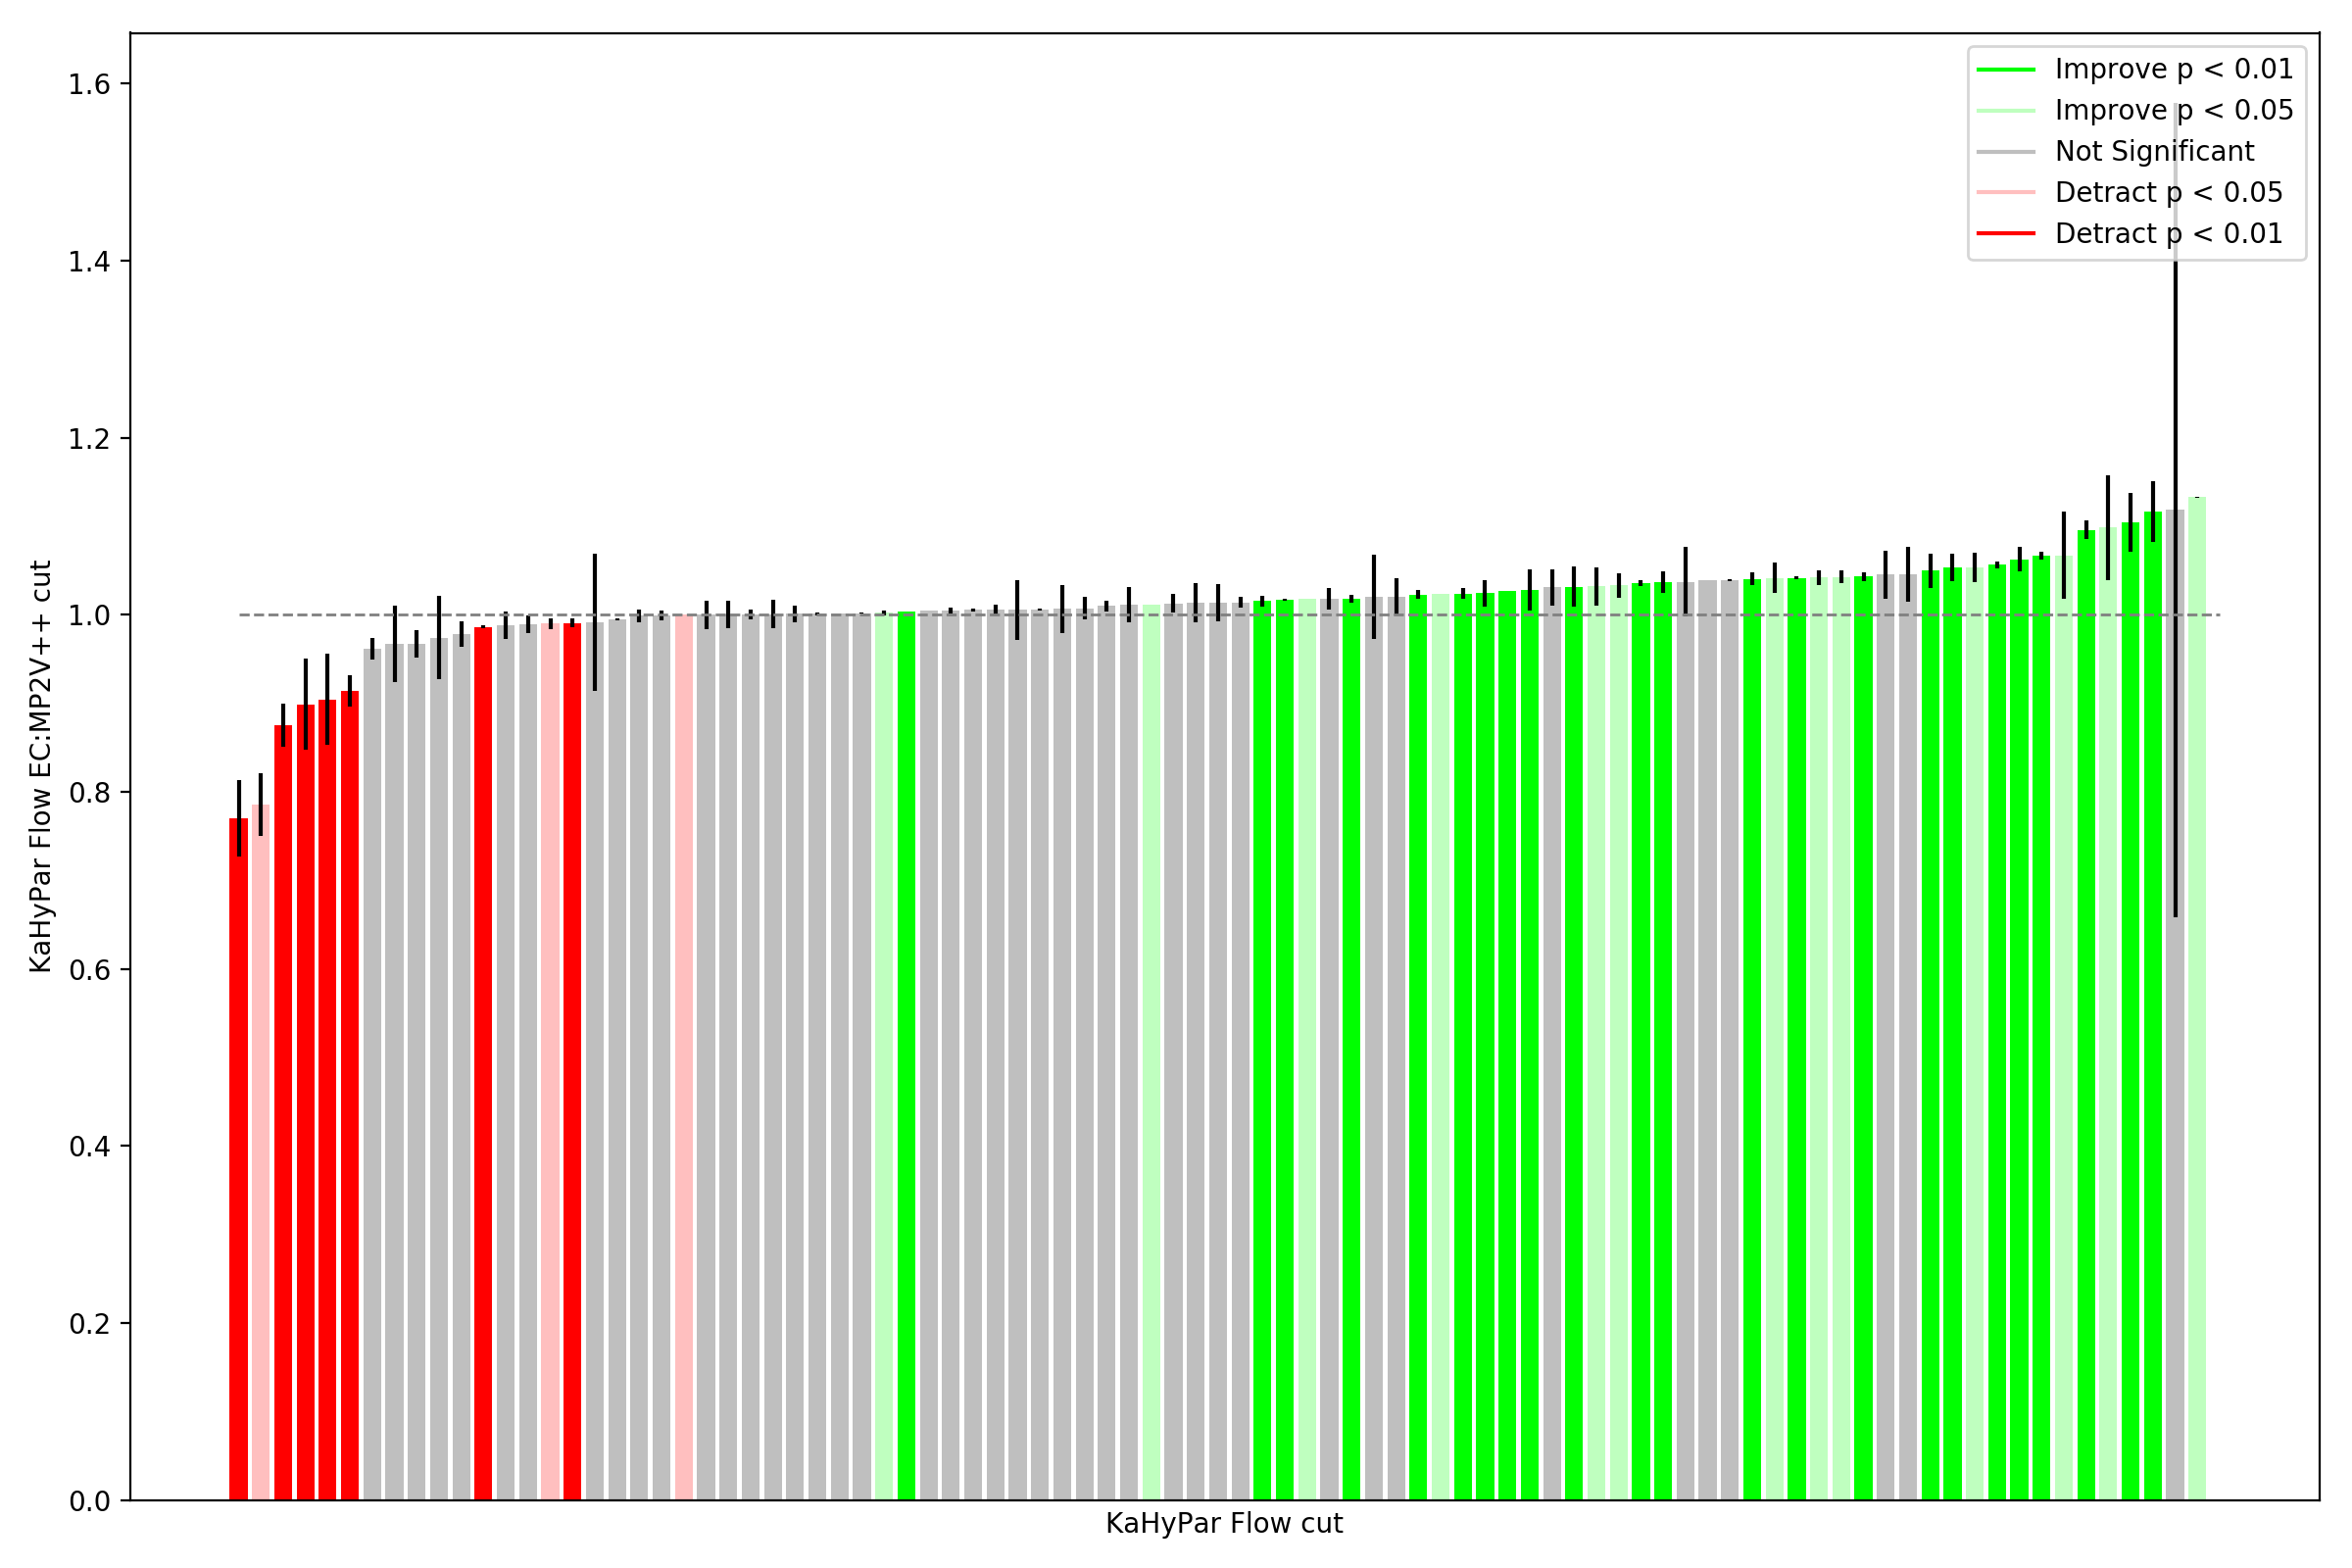 1.6
1.4
1.2
1.0
0.8
0.6
0.4
0.2
0.0
KaHyPar Flow EC:MP2V++ cut
KaHyPar Flow cut
Improve p < 0.01
Improve p < 0.05
Not Significant
Detract p < 0.05
Detract p < 0.01